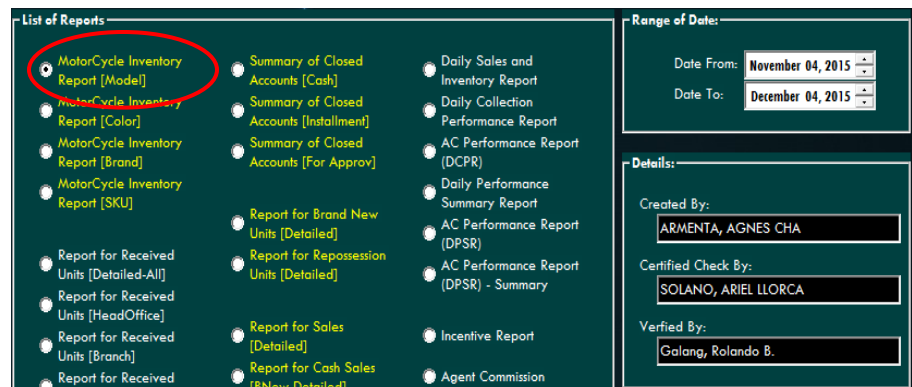 List of Reports
MotorCycle Inventory
Report [Model]
MotorCycle Inventory
Report [Color]
MotorCycle Inventory
Report [Brand]
MotorCycle Inventory
Report [SKU]
Report for Received
Units [Detailed-All]
Report for Received
Units [HeadOffice]
Report for Received
Units [Branch]
Report for Received
Summary of Closed
Accounts [Cash]
Summary of Closed
Accounts [Installment]
Summary of Closed
Accounts [For Approv]
Report for Brand New
Units [Detailed]
Report for Repossession
Units [Detailed]
Report for Sales
[Detailed]
Report for Cash Sales
[BNew Detailed]
Daily Sales and
Inventory Report
Daily Collection
Performance Report
AC Performance Report
(DCPR)
Daily Performance
Summary Report
AC Performance Report
(DPSR)
AC Performance Report
(DPSR) - Summary
Incentive Report
Agent Commission
Range of Date:
Date From: November 04, 2015
Date To: December 04, 2015
Details:
Created By:
ARMENTA, AGNES CHA
Certified Check By:
SOLANO, ARIEL LLORCA
Verfied By:
Galang, Rolando B.